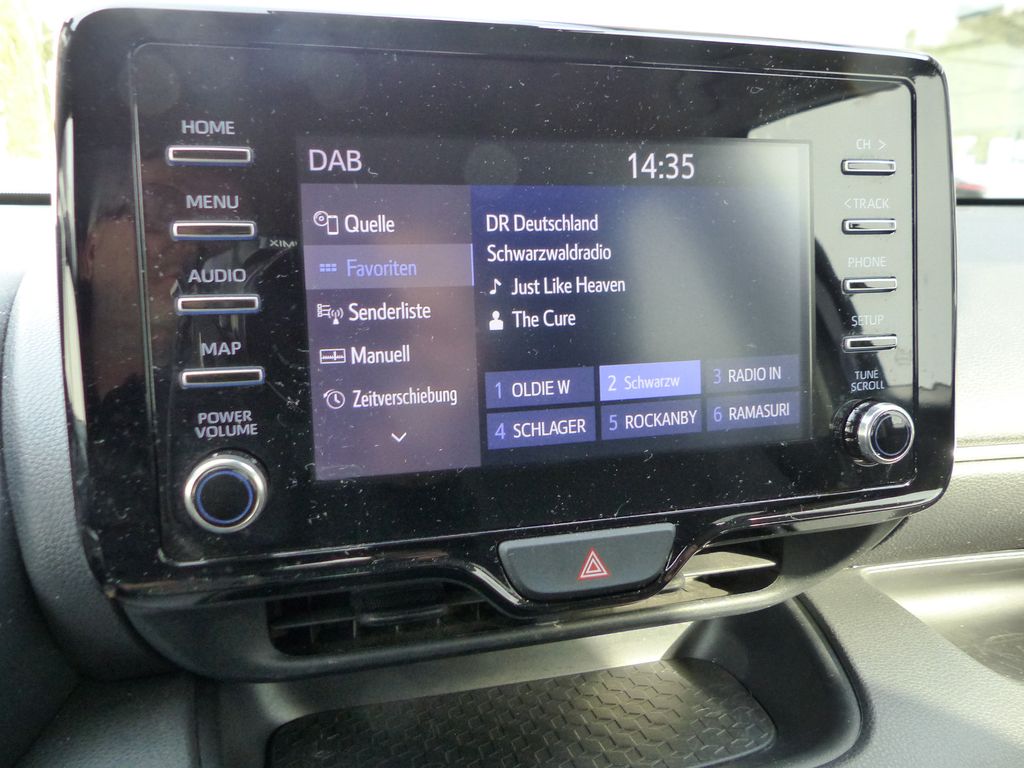 HOME
MENU
AUDIO
MAP
POWER
VOLUME
DAB
14:35
Quelle
Favoriten
Senderliste
Manuell
Zeitverschiebung
DR Deutschland
Schwarzwaldradio
Just Like Heaven
The Cure
1 OLDIE W
2 Schwarzw
3 RADIO IN
4 SCHLAGER
5 ROCKANBY
6 RAMASURI
CH >
< TRACK
PHONE
SETUP
TUNE
SCROLL